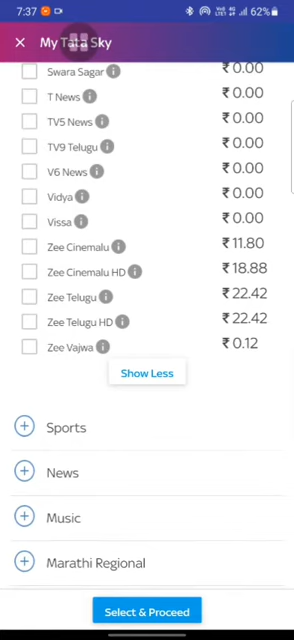 7:37 62%
My Tata Sky
Swara Sagar ₹ 0.00
T News ₹ 0.00
TV5 News ₹ 0.00
TV9 Telugu ₹ 0.00
V6 News ₹ 0.00
Vidya ₹ 0.00
Vissa ₹ 0.00
Zee Cinemalu ₹ 11.80
Zee Cinemalu HD ₹ 18.88
Zee Telugu ₹ 22.42
Zee Telugu HD ₹ 22.42
Zee Vajwa ₹ 0.12
Show Less
Sports
News
Music
Marathi Regional
Select & Proceed